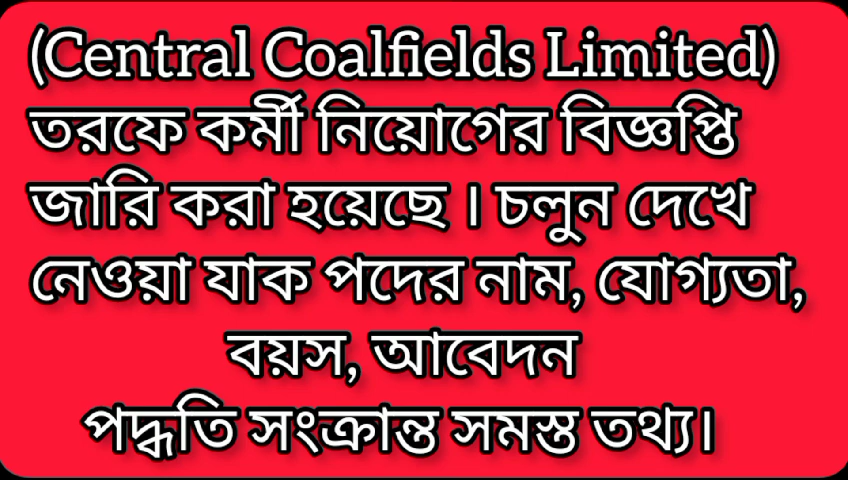 (Central Coalfields Limited)
তরফে কর্মী নিয়োগের বিজ্ঞপ্তি
জারি করা হয়েছে । চলুন দেখে
নেওয়া যাক পদের নাম, যোগ্যতা,
বয়স, আবেদন
পদ্ধতি সংক্রান্ত সমস্ত তথ্য।